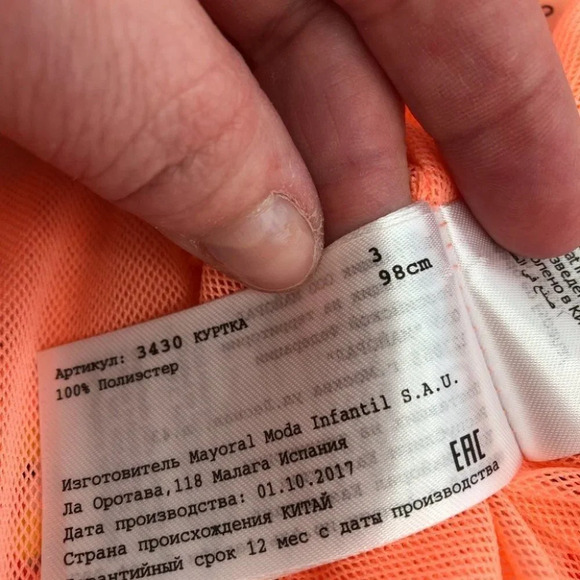 3
98cm
Артикул: 3430 КУРТКА
100% Полиэстер
Изготовитель Mayoral Moda Infantil S.A.U.
Ла Оротава,118 Малага Испания
Дата производства: 01.10.2017
Страна происхождения КИТАЙ
Гарантийный срок 12 мес с даты производства
EAC